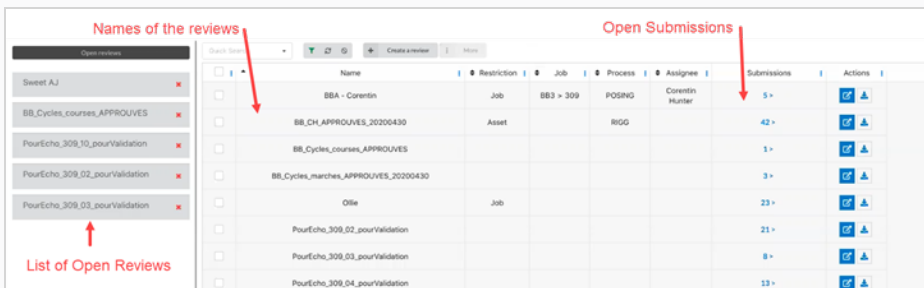 Names of the reviews
Open Submissions
Open reviews
Quick Search
Create a review
More
Sweet AJ
BB_Cycles_courses_APPROUVES
PourEcho_309_10_pourValidation
PourEcho_309_02_pourValidation
PourEcho_309_03_pourValidation
List of Open Reviews
Name Restriction Job Process Assignee Submissions Actions
BBA - Corentin Job BB3 > 309 POSING Corentin Hunter 5 >
BB_CH_APPROUVES_20200430 Asset RIGG 42 >
BB_Cycles_courses_APPROUVES 1 >
BB_Cycles_marches_APPROUVES_20200430 3 >
Ollie Job 23 >
PourEcho_309_02_pourValidation 21 >
PourEcho_309_03_pourValidation 8 >
PourEcho_309_04_pourValidation 13 >